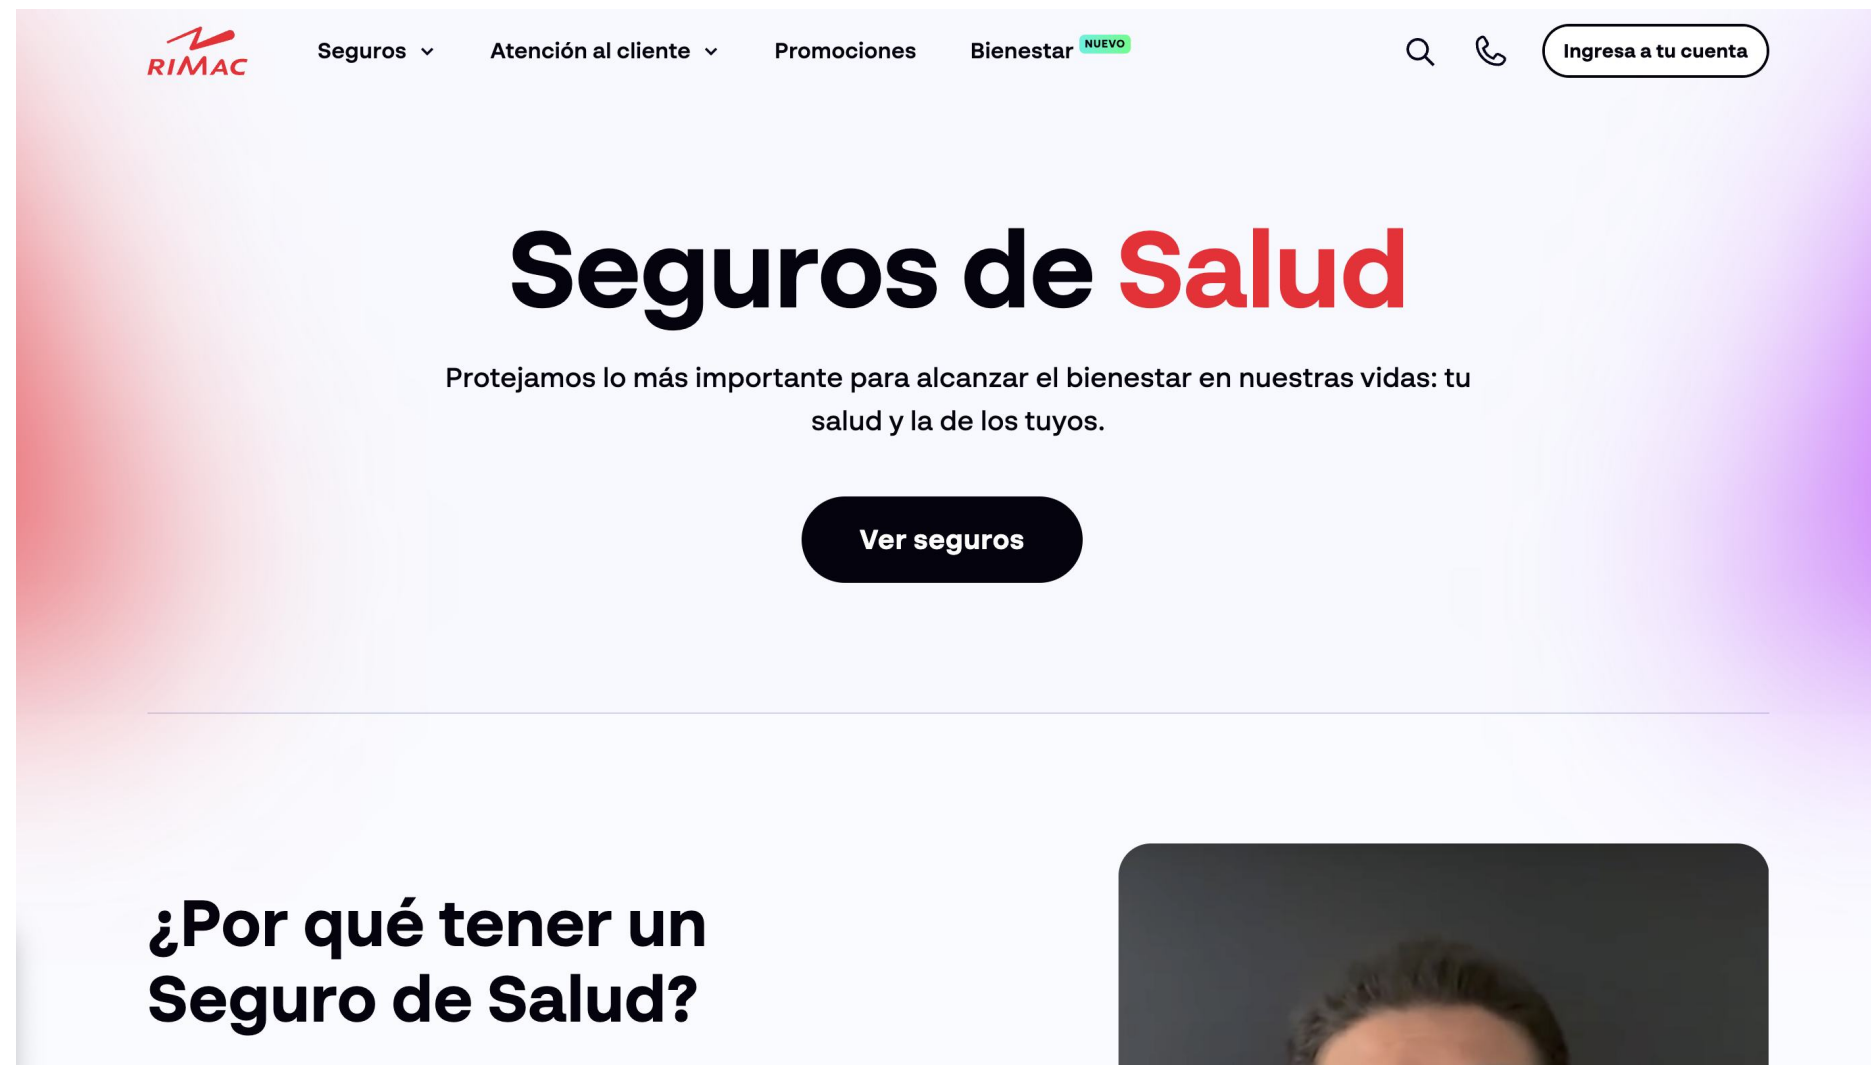 RIMAC
Seguros
Atención al cliente
Promociones
Bienestar
NUEVO
Ingresa a tu cuenta
Seguros de Salud
Protejamos lo más importante para alcanzar el bienestar en nuestras vidas: tu
salud y la de los tuyos.
Ver seguros
¿Por qué tener un
Seguro de Salud?